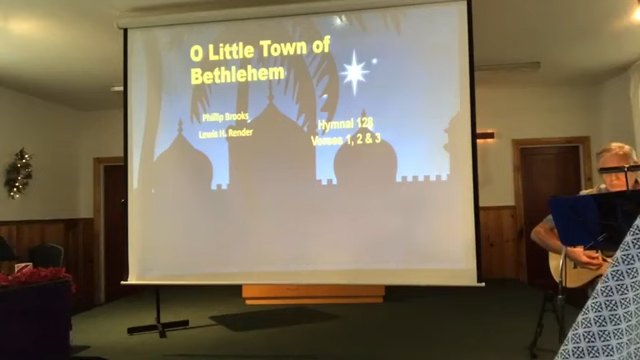 O Little Town of
Bethlehem
Phillip Brooks
Lewis H. Render
Hymnal 128
Verses 1, 2 & 3